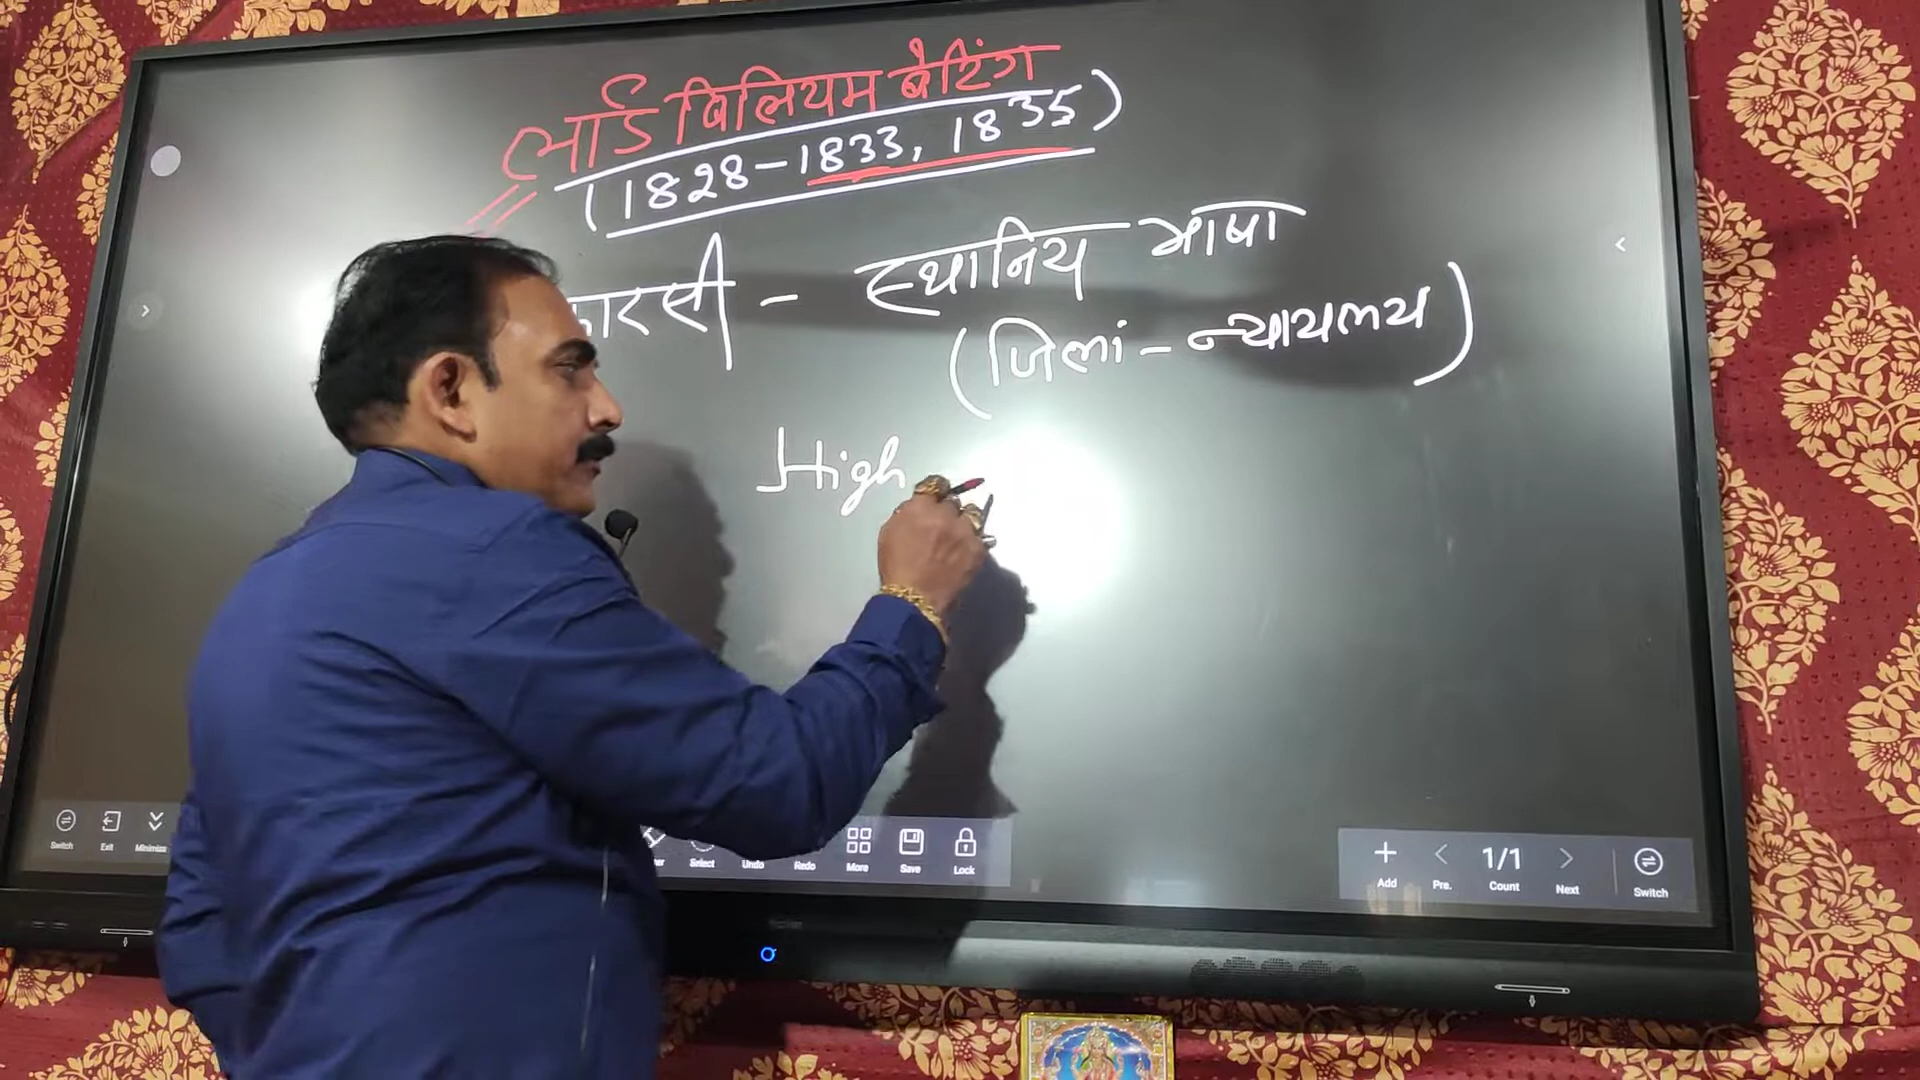 लार्ड विलियम बेटिंग
(1828-1833, 1835)
फारसी - स्थानिय भाषा
(जिलां - न्यायलय)
High
Switch Exit Minimize Select Undo Redo More Save Lock
Add Pre. 1/1 Count Next Switch